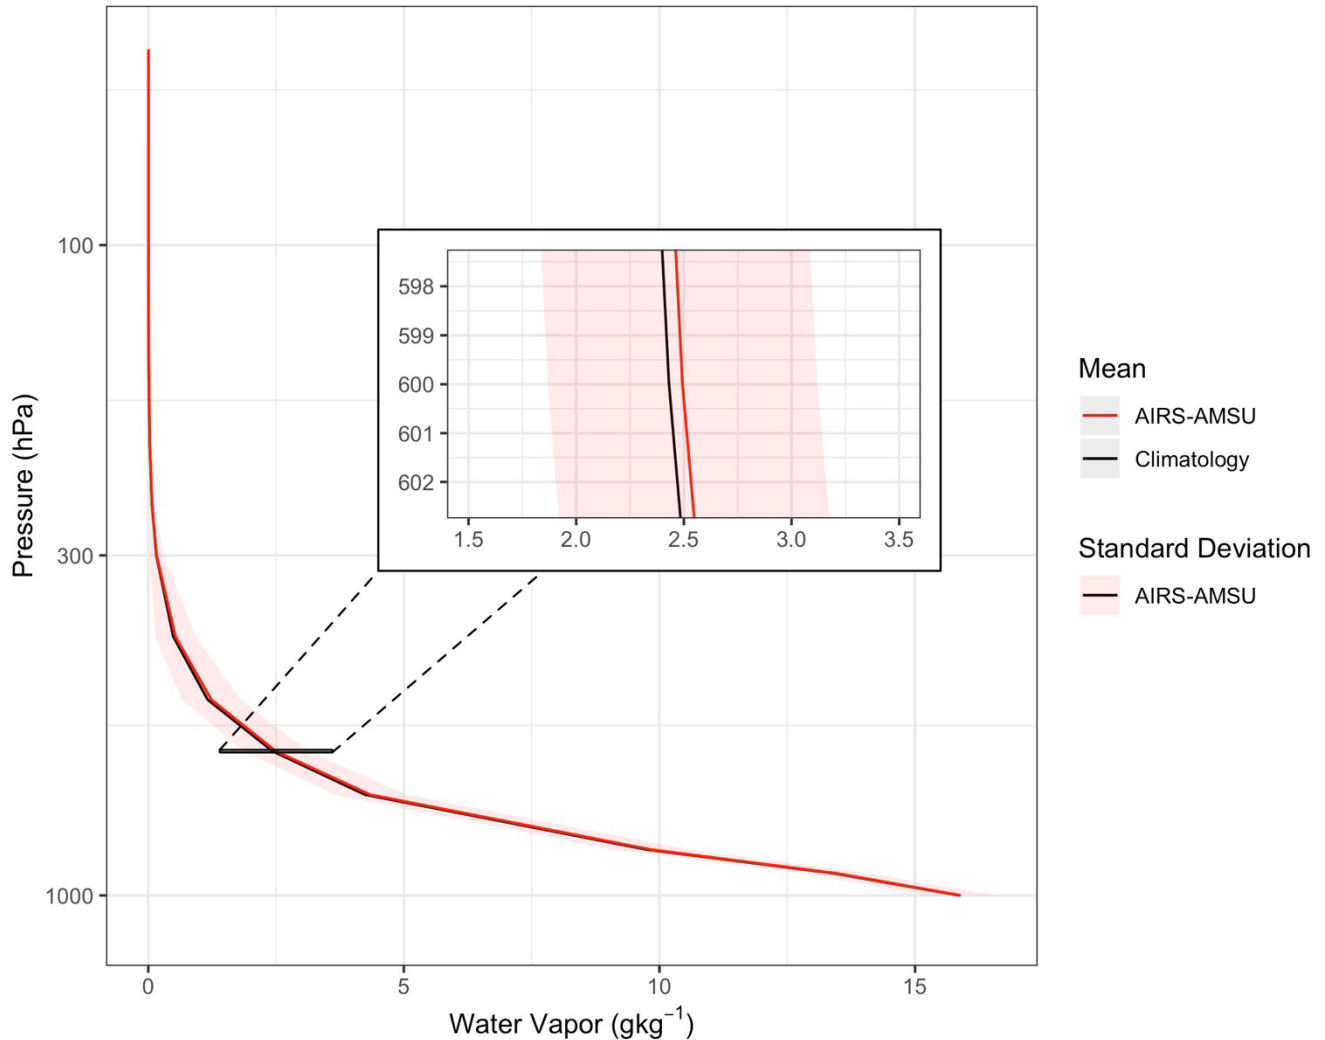 Pressure (hPa)
100
300
1000
598
599
600
601
602
1.5 2.0 2.5 3.0 3.5
0 5 10 15
Water Vapor (gkg⁻¹)
Mean
AIRS-AMSU
Climatology
Standard Deviation
AIRS-AMSU